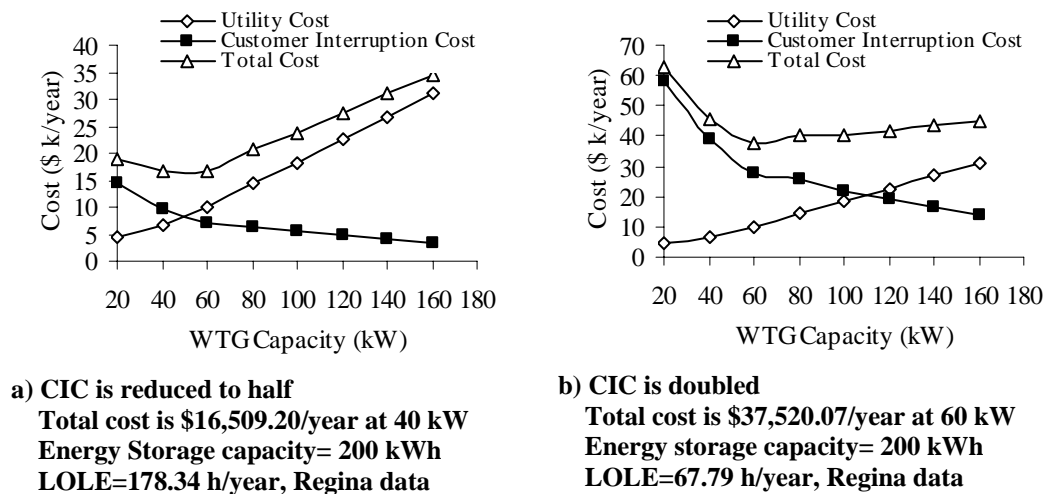 Utility Cost
Customer Interruption Cost
Total Cost
40
35
30
25
20
15
10
5
0
Cost ($ k/year)
20 40 60 80 100 120 140 160 180
WTG Capacity (kW)
a) CIC is reduced to half
Total cost is $16,509.20/year at 40 kW
Energy Storage capacity= 200 kWh
LOLE=178.34 h/year, Regina data
Utility Cost
Customer Interruption Cost
Total Cost
70
60
50
40
30
20
10
0
Cost ($ k/year)
20 40 60 80 100 120 140 160 180
WTG Capacity (kW)
b) CIC is doubled
Total cost is $37,520.07/year at 60 kW
Energy storage capacity= 200 kWh
LOLE=67.79 h/year, Regina data